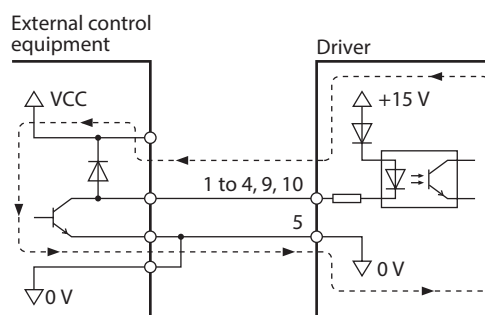 External control
equipment
Driver
VCC
+15 V
1 to 4, 9, 10
5
0 V
0 V